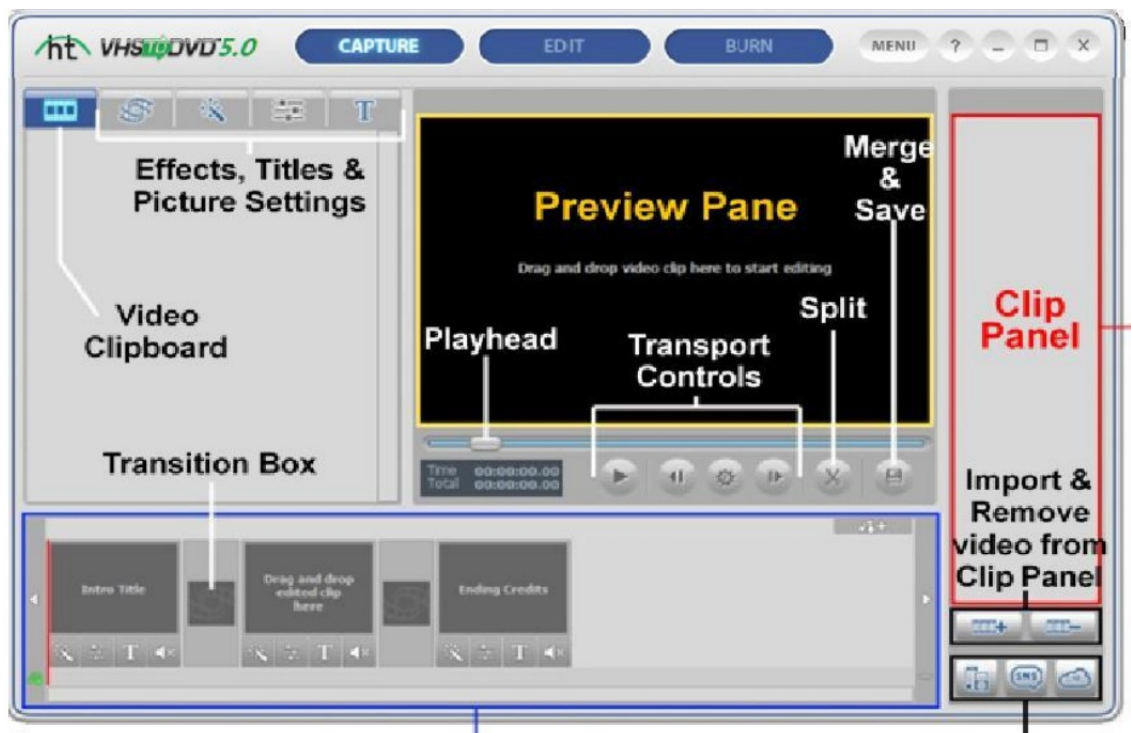 ht VHSTODVD 5.0
CAPTURE
EDIT
BURN
MENU
?
T
Effects, Titles &
Picture Settings
Video
Clipboard
Transition Box
Preview Pane
Drag and drop video clip here to start editing
Merge
&
Save
Split
Playhead
Transport
Controls
Time 00:00:00.00
Total 00:00:00.00
Clip
Panel
Import &
Remove
video from
Clip Panel
Intro Title
Drag and drop
edited clip
here
Ending Credits
T
T
T
SMS